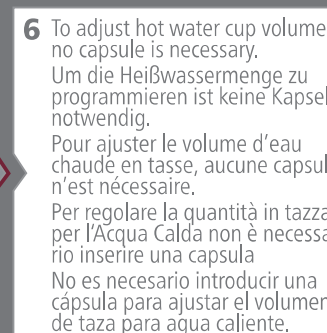 6 To adjust hot water cup volume
no capsule is necessary.
Um die Heißwassermenge zu
programmieren ist keine Kapsel
notwendig.
Pour ajuster le volume d'eau
chaude en tasse, aucune capsul
n'est nécessaire.
Per regolare la quantità in tazza
per l'Acqua Calda non è necessa
rio inserire una capsula
No es necesario introducir una
cápsula para ajustar el volumen
de taza para agua caliente.